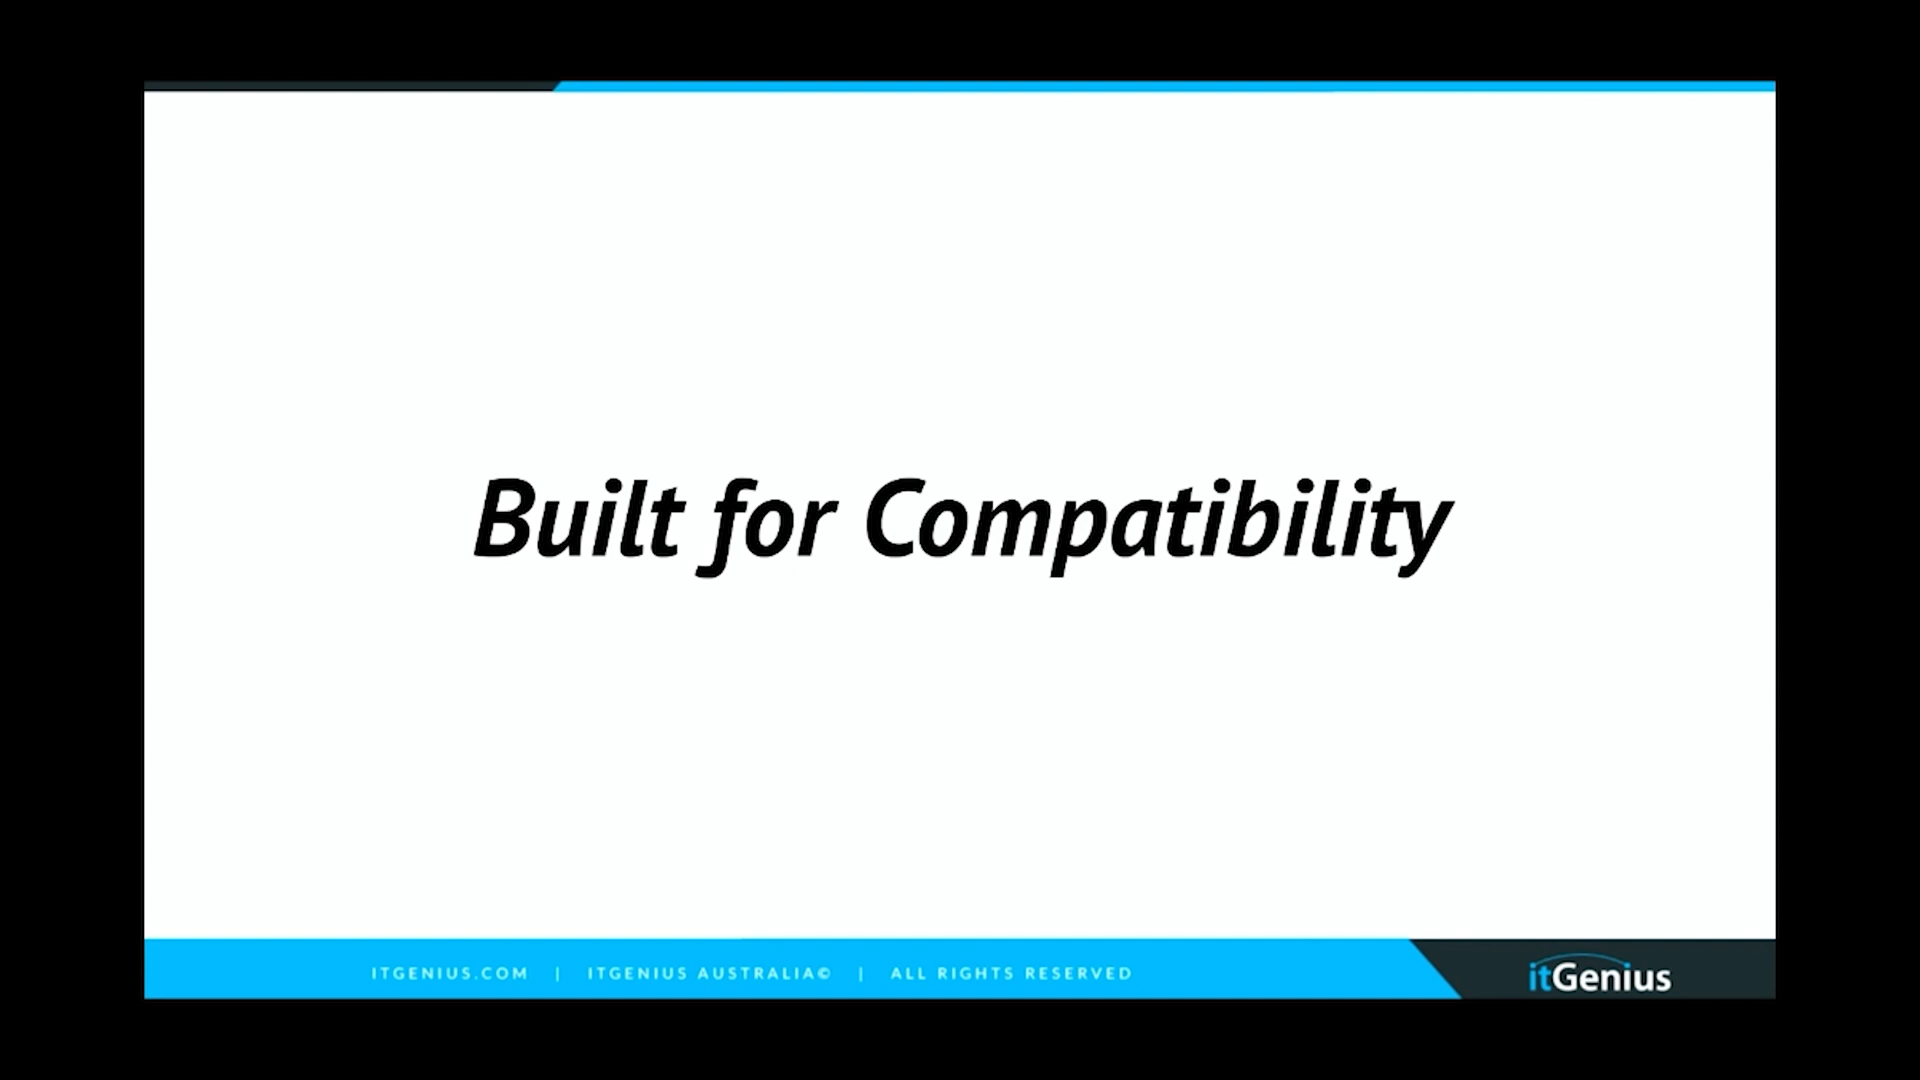 Built for Compatibility
ITGENIUS.COM | ITGENIUS AUSTRALIA© | ALL RIGHTS RESERVED
itGenius